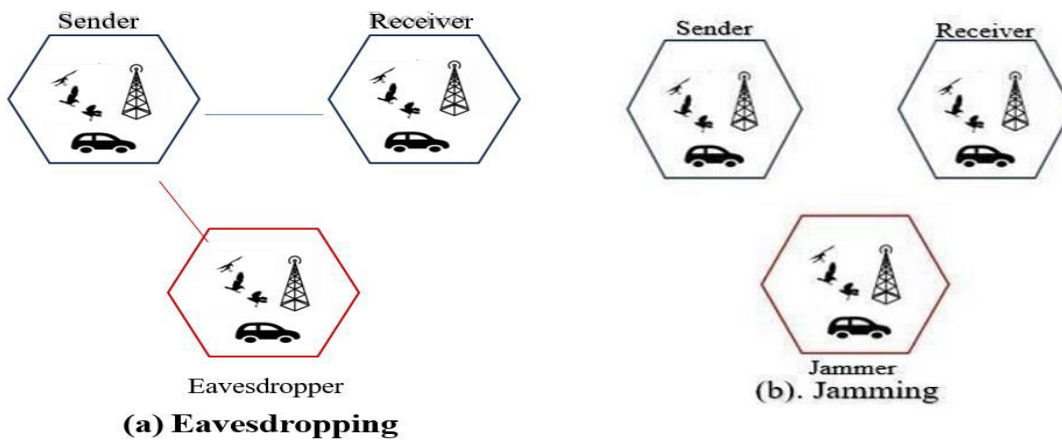 Sender
Receiver
Eavesdropper
(a) Eavesdropping
Sender
Receiver
Jammer
(b). Jamming